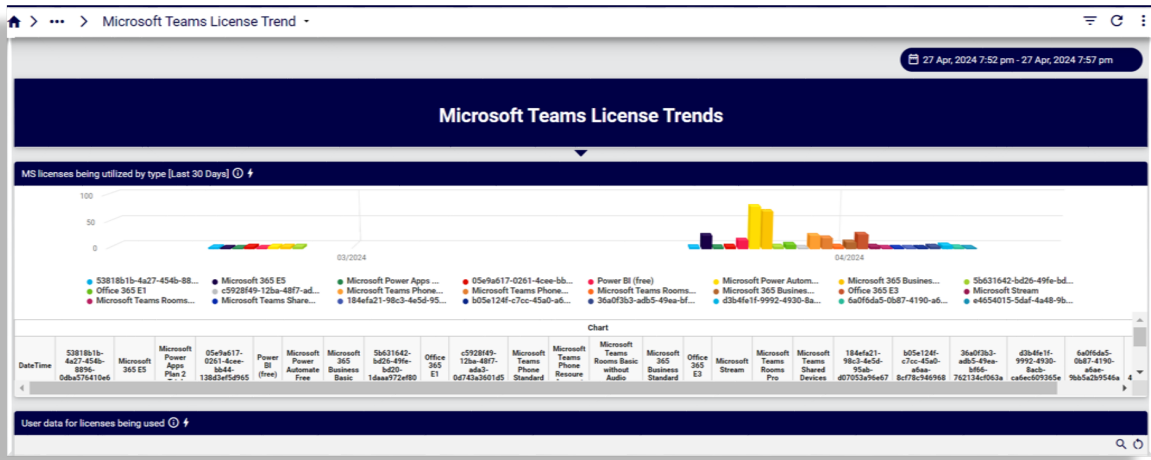 Microsoft Teams License Trend
27 Apr, 2024 7:52 pm - 27 Apr, 2024 7:57 pm
Microsoft Teams License Trends
MS licenses being utilized by type [Last 30 Days]
100
50
0
03/2024
04/2024
53818b1b-4a27-454b-88... Microsoft 365 E5 Microsoft Power Apps ... 05e9a617-0261-4cee-bb... Power BI (free) Microsoft Power Autom... Microsoft 365 Busines... 5b631642-bd26-49fe-bd...
Office 365 E1 c5928f49-12ba-48f7-ad... Microsoft Teams Phone... Microsoft Teams Phone... Microsoft Teams Rooms... Microsoft 365 Busines... Office 365 E3 Microsoft Stream
Microsoft Teams Rooms... Microsoft Teams Share... 184efa21-98c3-4e5d-95... b05e124f-c7cc-45a0-a6... 36a0f3b3-adb5-49ea-bf... d3b4fe1f-9992-4930-8a... 6a0f6da5-0b87-4190-a6... e4654015-5daf-4a48-9b...
Chart
DateTime
53818b1b-
4a27-454b-
8896-
0dba576410e6
Microsoft
365 E5
Microsoft
Power
Apps
Plan 2
05e9a617-
0261-4cee-
bb44-
138d3ef5d965
Power
BI
(free)
Microsoft
Power
Automate
Free
Microsoft
365
Business
Basic
5b631642-
bd26-49fe-
bd20-
1daaa972ef80
Office
365
E1
c5928f49-
12ba-48f7-
ada3-
0d743a3601d5
Microsoft
Teams
Phone
Standard
Microsoft
Teams
Phone
Resoure
Microsoft
Teams
Rooms Basic
without
Audio
Microsoft
365
Business
Standard
Office
365
E3
Microsoft
Stream
Microsoft
Teams
Rooms
Pro
Microsoft
Teams
Shared
Devices
184efa21-
98c3-4e5d-
95ab-
d07053a96e67
b05e124f-
c7cc-45a0-
a6aa-
8cf78c946968
36a0f3b3-
adb5-49ea-
bf66-
762134cf063a
d3b4fe1f-
9992-4930-
8acb-
ca6ec609365e
6a0f6da5-
0b87-4190-
a6ae-
9bb5a2b9546a
4
User data for licenses being used